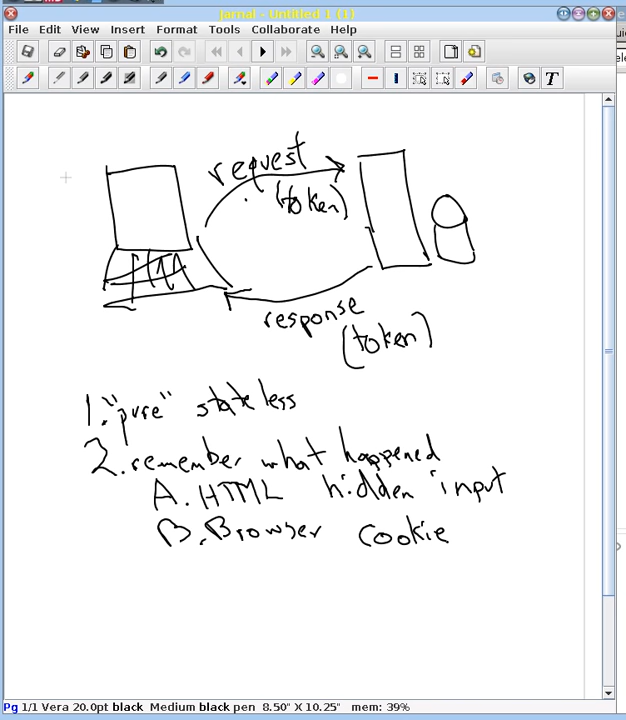 jarnal - Untitled 1 (1)
File Edit View Insert Format Tools Collaborate Help
T
request
(token)
response
(token)
1. "pure" stateless
2. remember what happened
A. HTML hidden input
B. Browser cookie
Pg 1/1 Vera 20.0pt black Medium black pen 8.50" X 10.25" mem: 39%